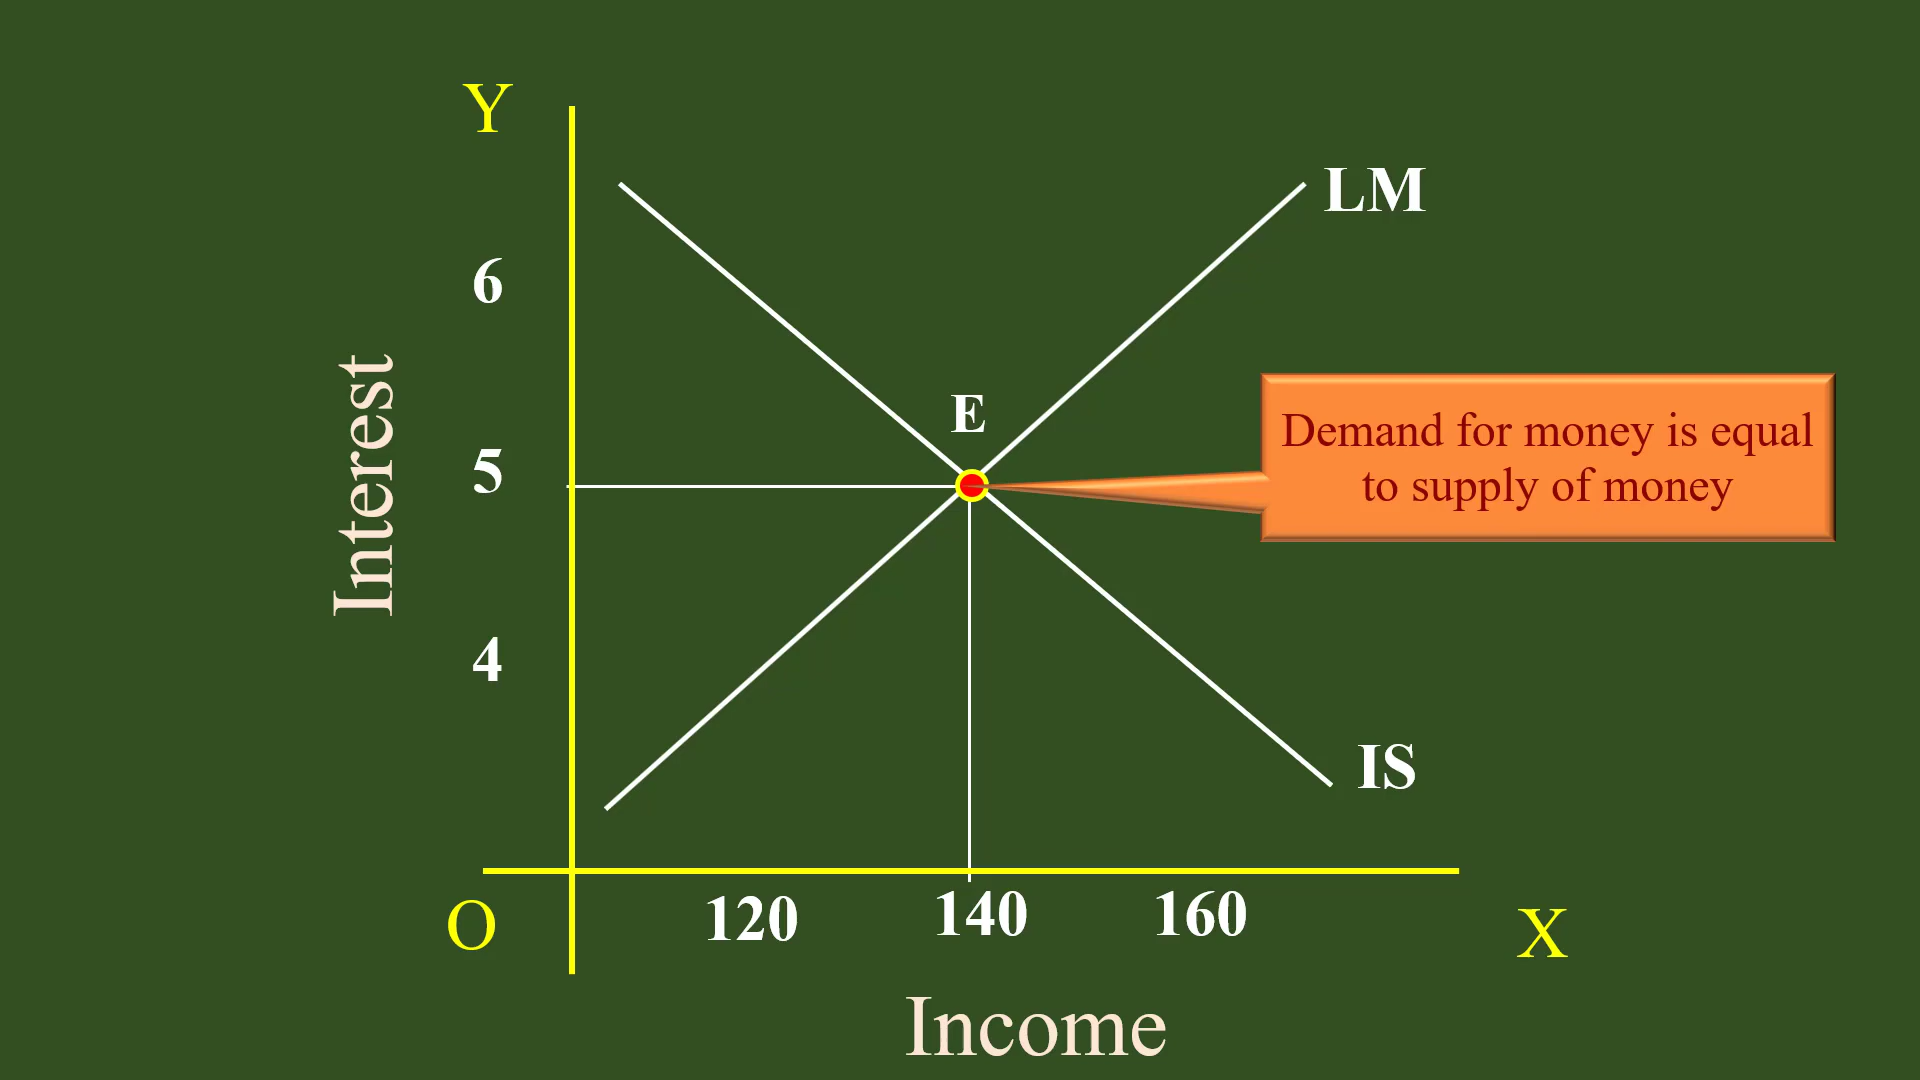 Y
LM
6
Interest
E
Demand for money is equal
to supply of money
5
4
IS
O
120
140
160
X
Income